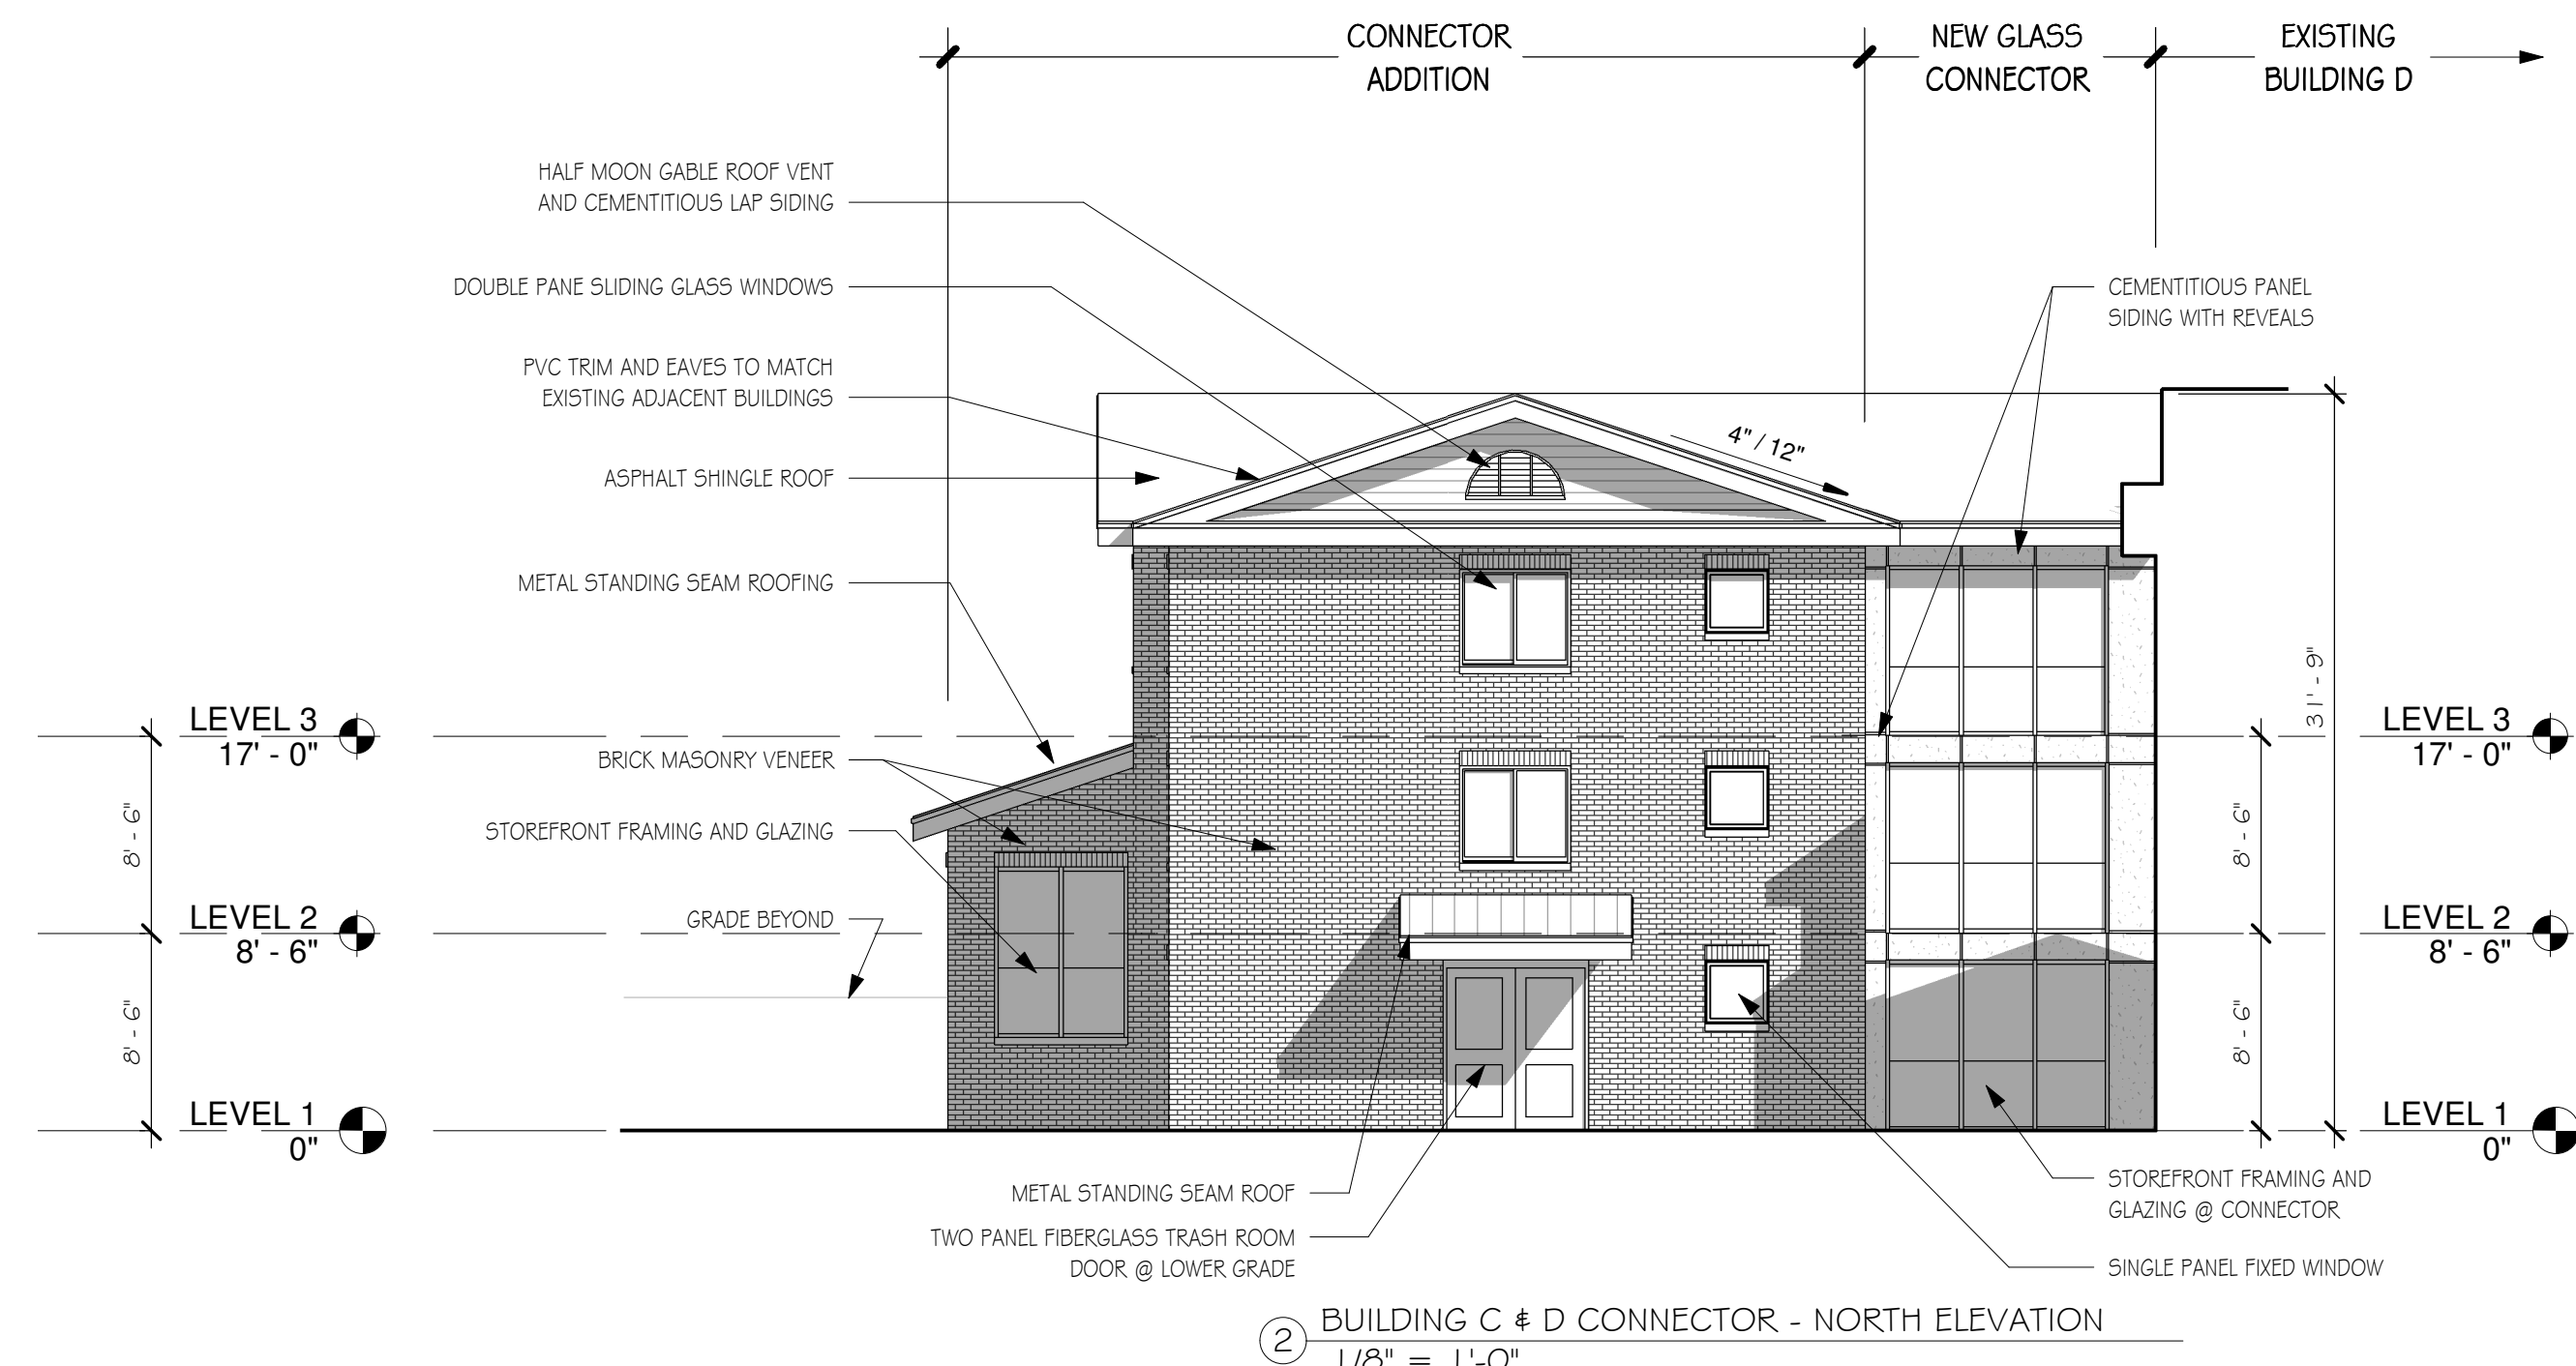 CONNECTOR
ADDITION
NEW GLASS
CONNECTOR
EXISTING
BUILDING D
HALF MOON GABLE ROOF VENT
AND CEMENTITIOUS LAP SIDING
DOUBLE PANE SLIDING GLASS WINDOWS
PVC TRIM AND EAVES TO MATCH
EXISTING ADJACENT BUILDINGS
ASPHALT SHINGLE ROOF
METAL STANDING SEAM ROOFING
BRICK MASONRY VENEER
STOREFRONT FRAMING AND GLAZING
GRADE BEYOND
CEMENTITIOUS PANEL
SIDING WITH REVEALS
4" / 12"
31' - 9"
LEVEL 3
17' - 0"
8' - 6"
LEVEL 2
8' - 6"
8' - 6"
LEVEL 1
0"
LEVEL 3
17' - 0"
8' - 6"
LEVEL 2
8' - 6"
8' - 6"
LEVEL 1
0"
METAL STANDING SEAM ROOF
TWO PANEL FIBERGLASS TRASH ROOM
DOOR @ LOWER GRADE
STOREFRONT FRAMING AND
GLAZING @ CONNECTOR
SINGLE PANEL FIXED WINDOW
2
BUILDING C & D CONNECTOR - NORTH ELEVATION
1/8" = 1'-0"